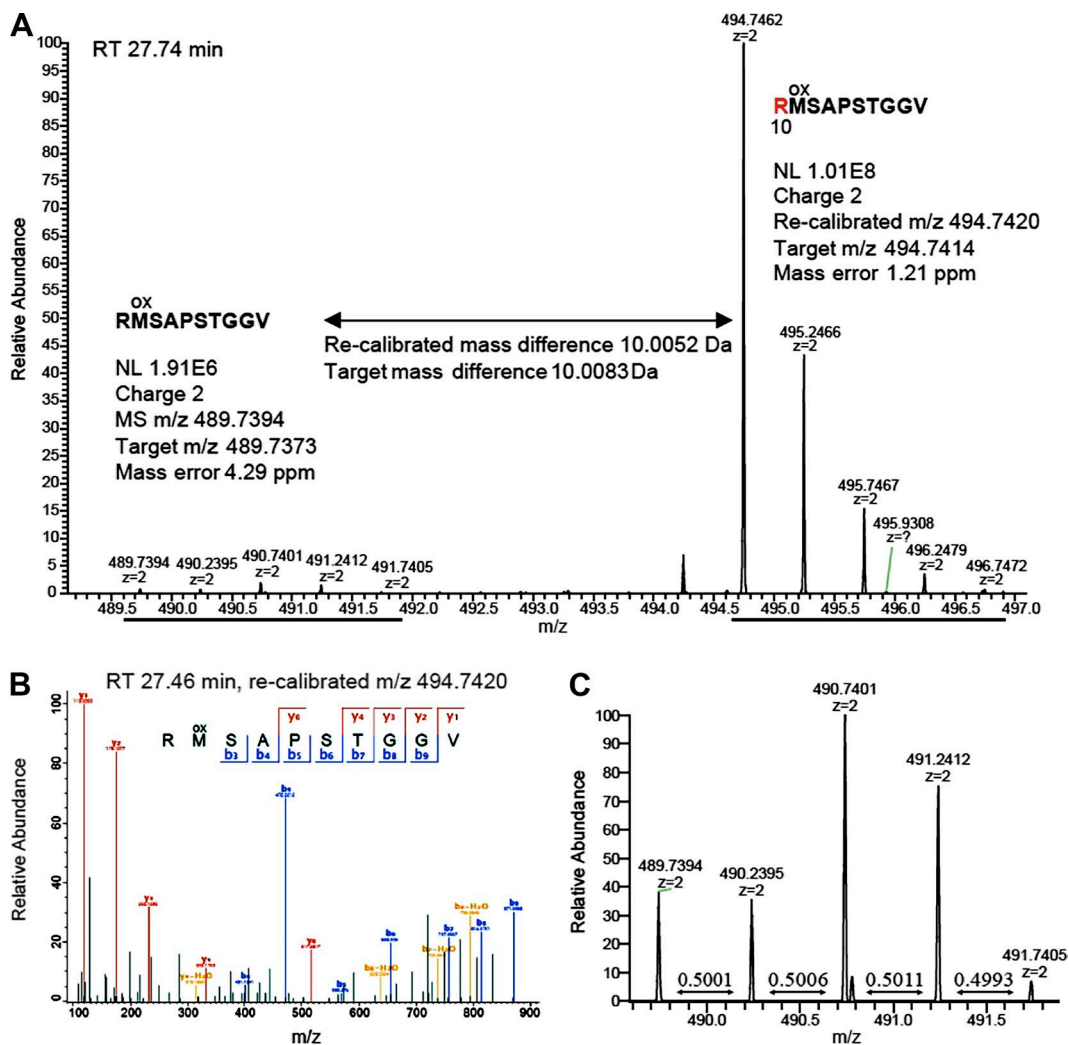 A
RT 27.74 min
494.7462
z=2
OX
RMSAPSTGGV
10
NL 1.01E8
Charge 2
Re-calibrated m/z 494.7420
Target m/z 494.7414
Mass error 1.21 ppm
OX
RMSAPSTGGV
NL 1.91E6
Charge 2
MS m/z 489.7394
Target m/z 489.7373
Mass error 4.29 ppm
Re-calibrated mass difference 10.0052 Da
Target mass difference 10.0083Da
495.2466
z=2
495.7467
z=2
495.9308
z=?
496.2479
z=2
496.7472
z=2
489.7394
z=2
490.2395
z=2
490.7401
z=2
491.2412
z=2
491.7405
z=2
Relative Abundance
100
95
90
85
80
75
70
65
60
55
50
45
40
35
30
25
20
15
10
5
0
489.5 490.0 490.5 491.0 491.5 492.0 492.5 493.0 493.5 494.0 494.5 495.0 495.5 496.0 496.5 497.0
m/z
B
RT 27.46 min, re-calibrated m/z 494.7420
y6 y4 y3 y2 y1
ox
R M S A P S T G G V
b3 b4 b5 b6 b7 b8 b9
Relative Abundance
100
80
60
40
20
0
y1
y2
b8-H₂O
b7-H₂O
100 200 300 400 500 600 700 800 900
m/z
C
490.7401
z=2
491.2412
z=2
489.7394
z=2
490.2395
z=2
491.7405
z=2
0.5001 0.5006 0.5011 0.4993
Relative Abundance
100
90
80
70
60
50
40
30
20
10
0
490.0 490.5 491.0 491.5
m/z